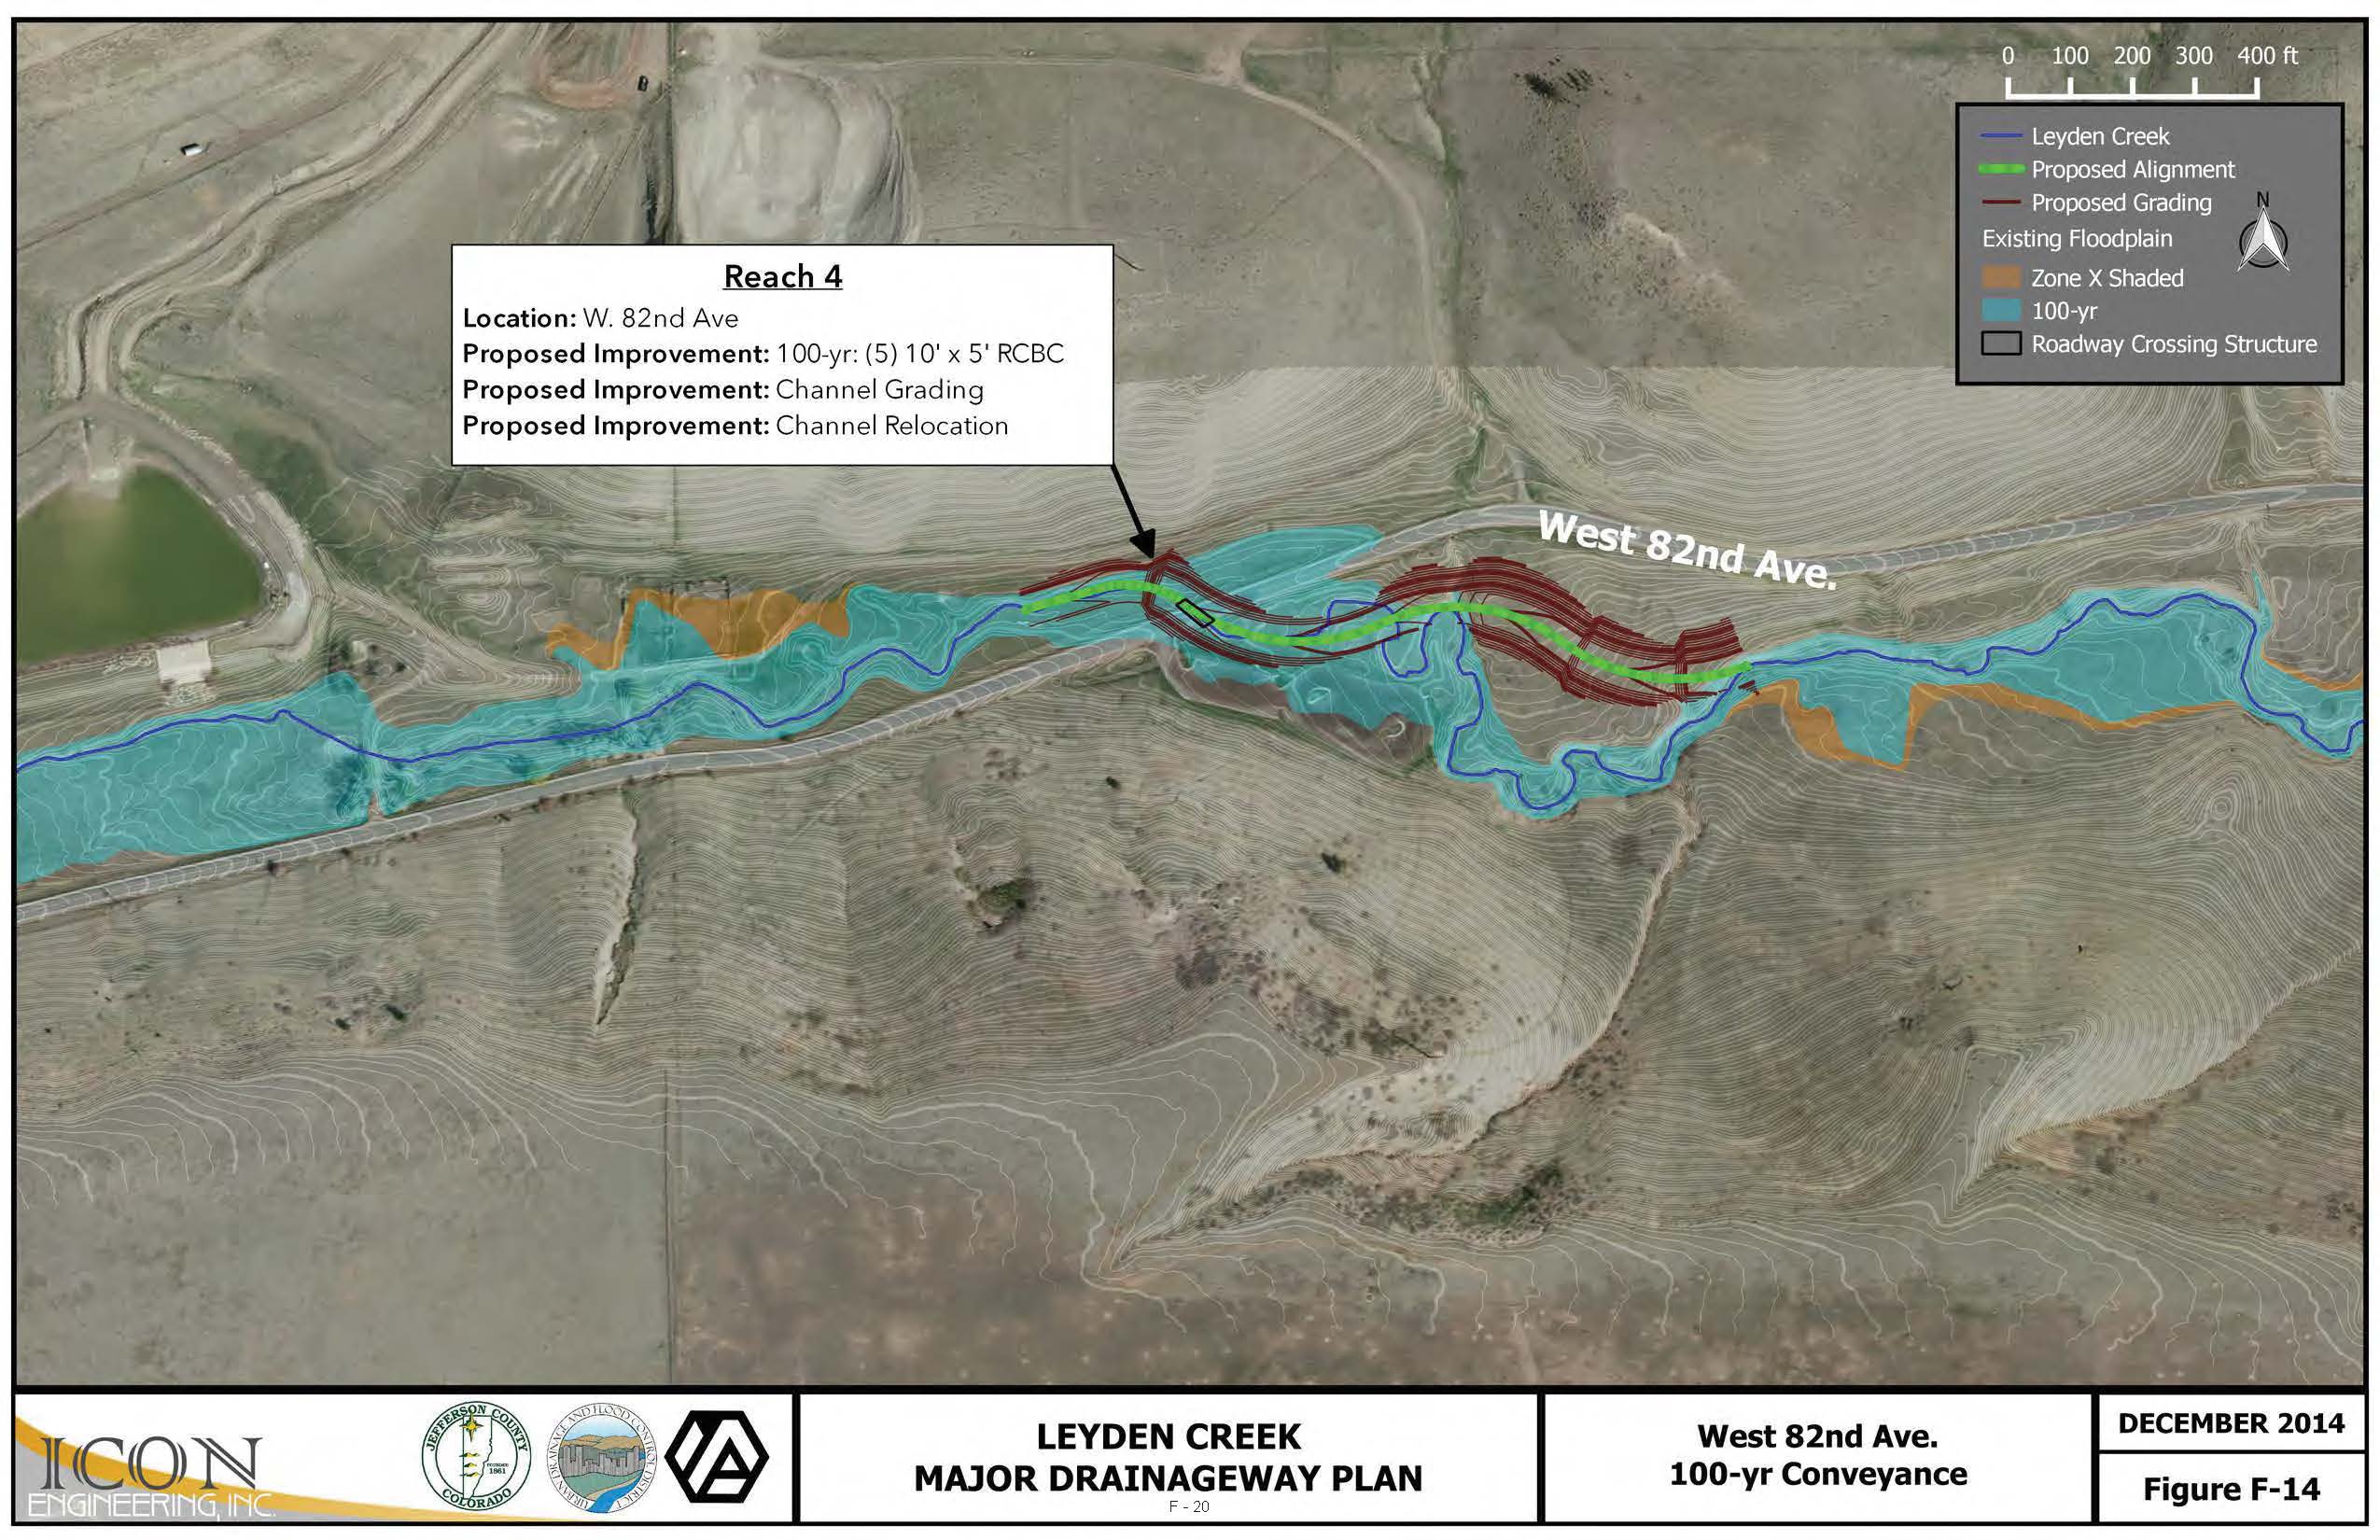 0 100 200 300 400 ft
Leyden Creek
Proposed Alignment
Proposed Grading
N
Existing Floodplain
Zone X Shaded
100-yr
Roadway Crossing Structure
Reach 4
Location: W. 82nd Ave
Proposed Improvement: 100-yr: (5) 10' x 5' RCBC
Proposed Improvement: Channel Grading
Proposed Improvement: Channel Relocation
West 82nd Ave.
ICON
ENGINEERING, INC.
JEFFERSON COUNTY
FOUNDED
1861
COLORADO
URBAN DRAINAGE AND FLOOD CONTROL DISTRICT
LEYDEN CREEK
MAJOR DRAINAGEWAY PLAN
F - 20
West 82nd Ave.
100-yr Conveyance
DECEMBER 2014
Figure F-14